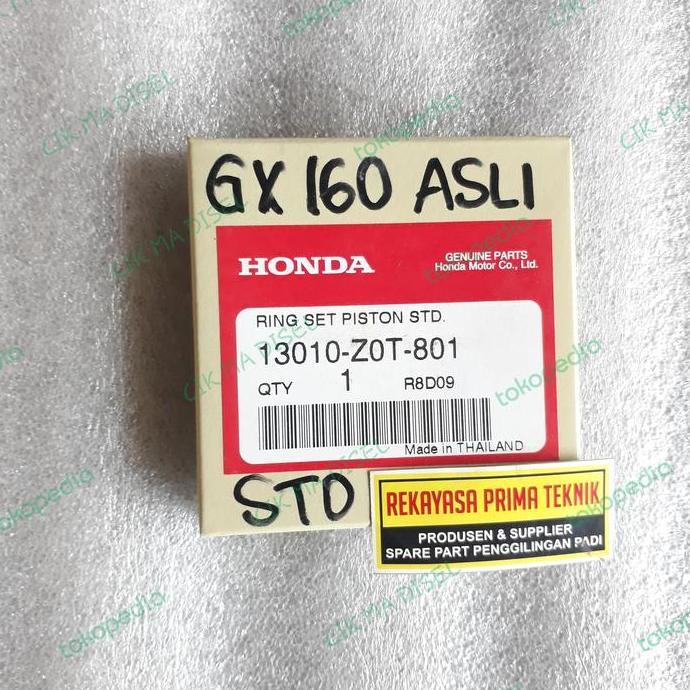 GX 160 ASLI
HONDA
GENUINE PARTS
Honda Motor Co., Ltd.
RING SET PISTON STD.
13010-Z0T-801
QTY 1 R8D09
Made in THAILAND
STD
REKAYASA PRIMA TEKNIK
PRODUSEN & SUPPLIER
SPARE PART PENGGILINGAN PADI
CIK MA DISEL
tokopedia